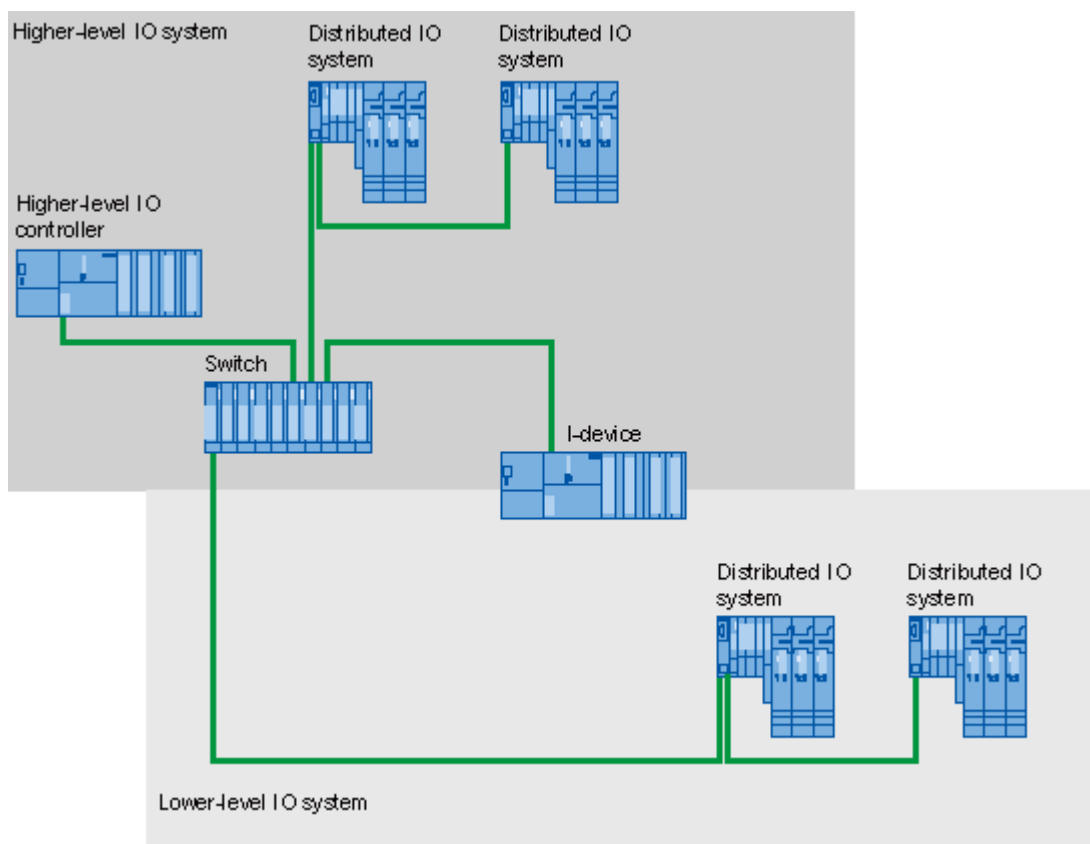 Higher-level IO system
Distributed IO
system
Distributed IO
system
Higher-level IO
controller
Switch
I-device
Distributed IO
system
Distributed IO
system
Lower-level IO system